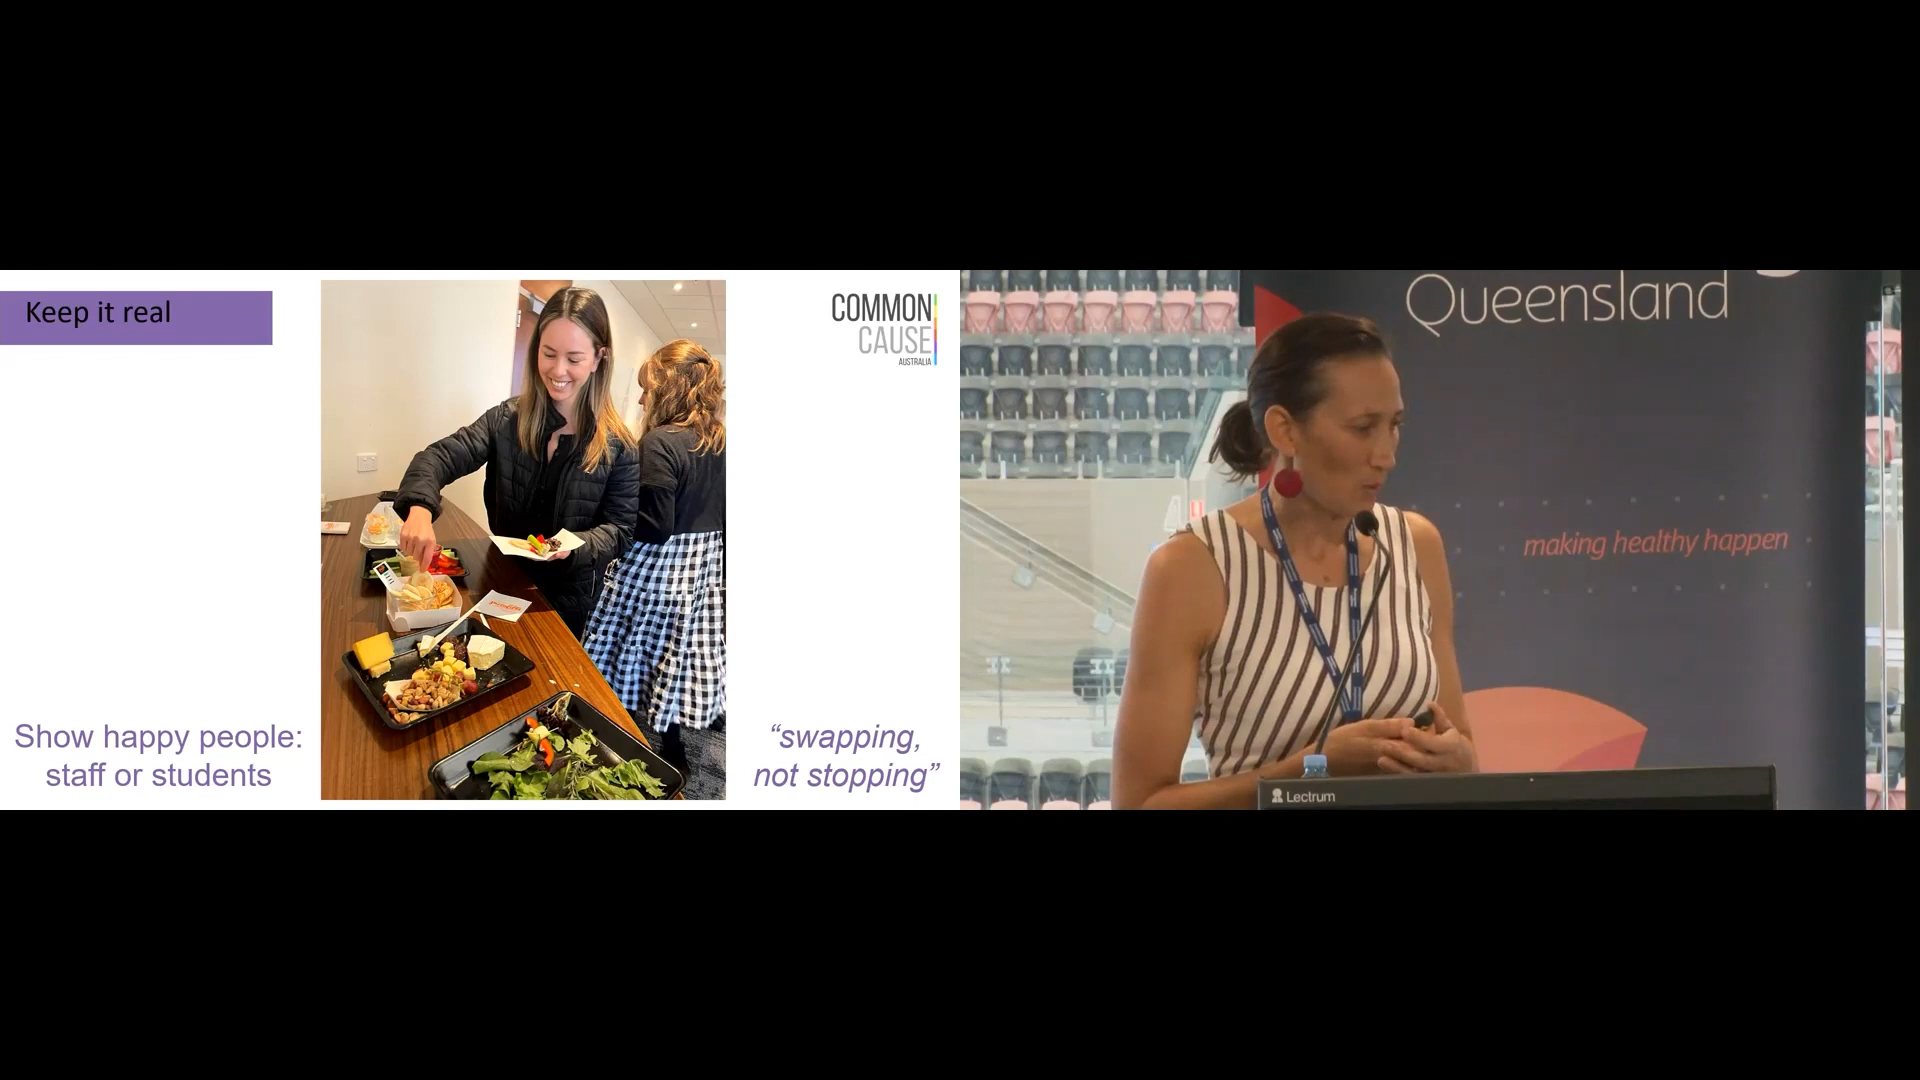 Keep it real
COMMON
CAUSE
AUSTRALIA
Show happy people:
staff or students
“swapping,
not stopping”
Queensland
making healthy happen
Lectrum